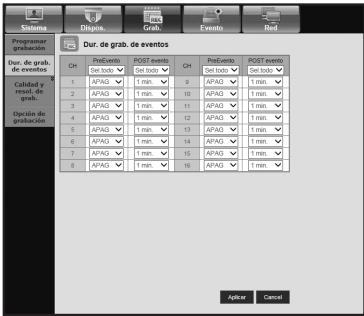 Sistema Dispos. Grab. Evento Red
REC
Programar
grabación
Dur. de grab.
de eventos
Calidad y
resol. de
grab.
Opción de
grabación
Dur. de grab. de eventos
CH PreEvento POST evento CH PreEvento POST evento
Sel.todo Sel.todo Sel.todo Sel.todo
1 APAG 1 min. 9 APAG 1 min.
2 APAG 1 min. 10 APAG 1 min.
3 APAG 1 min. 11 APAG 1 min.
4 APAG 1 min. 12 APAG 1 min.
5 APAG 1 min. 13 APAG 1 min.
6 APAG 1 min. 14 APAG 1 min.
7 APAG 1 min. 15 APAG 1 min.
8 APAG 1 min. 16 APAG 1 min.
Aplicar Cancel